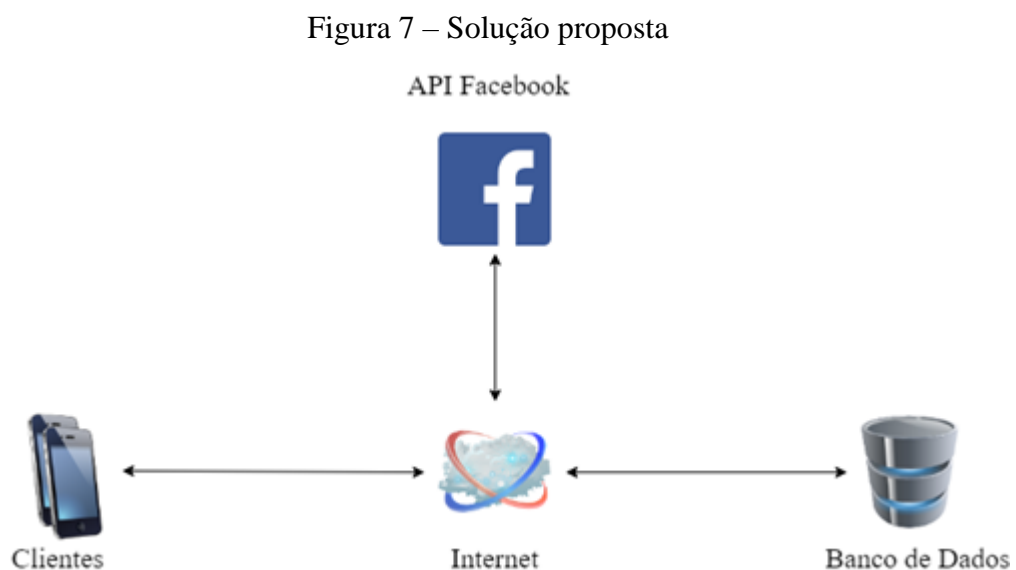 Figura 7 – Solução proposta
API Facebook
f
Clientes
Internet
Banco de Dados